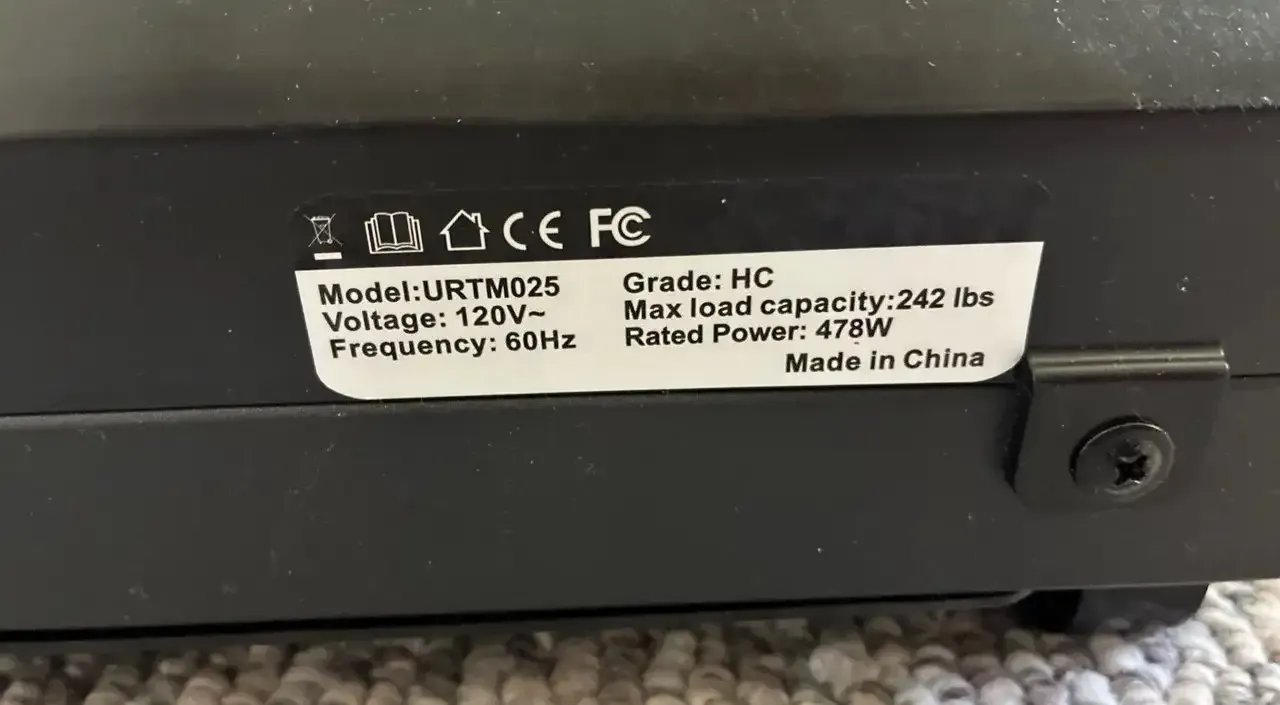 CE FC
Model:URTM025
Voltage: 120V~
Frequency: 60Hz
Grade: HC
Max load capacity:242 lbs
Rated Power: 478W
Made in China